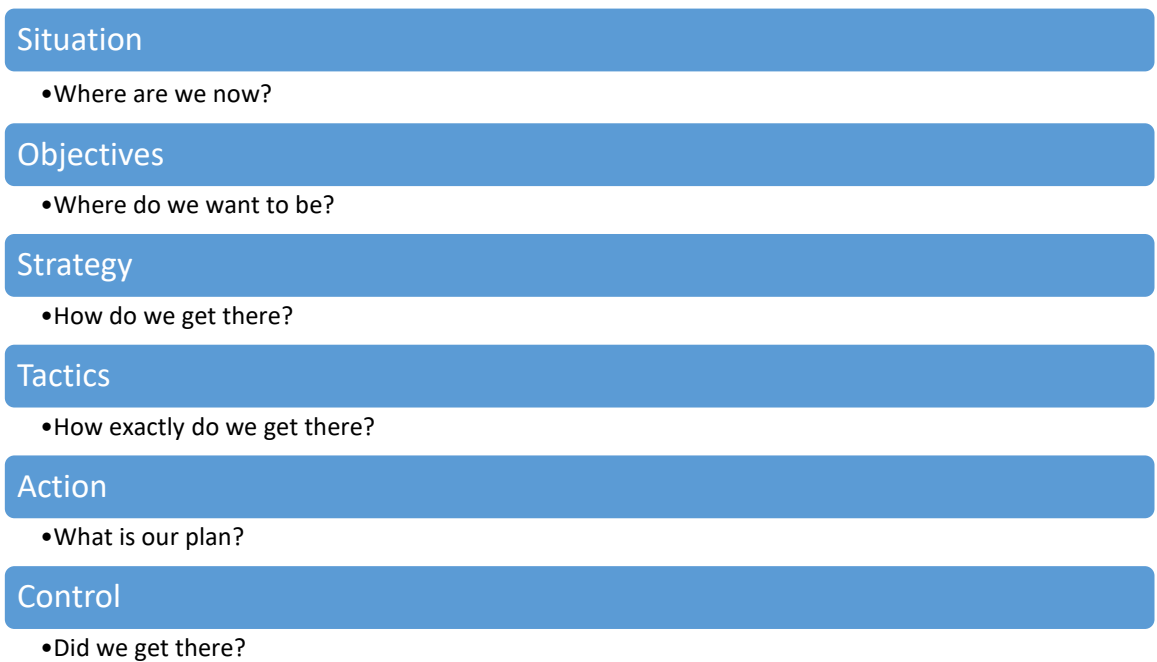 Situation
•Where are we now?
Objectives
•Where do we want to be?
Strategy
•How do we get there?
Tactics
•How exactly do we get there?
Action
•What is our plan?
Control
•Did we get there?